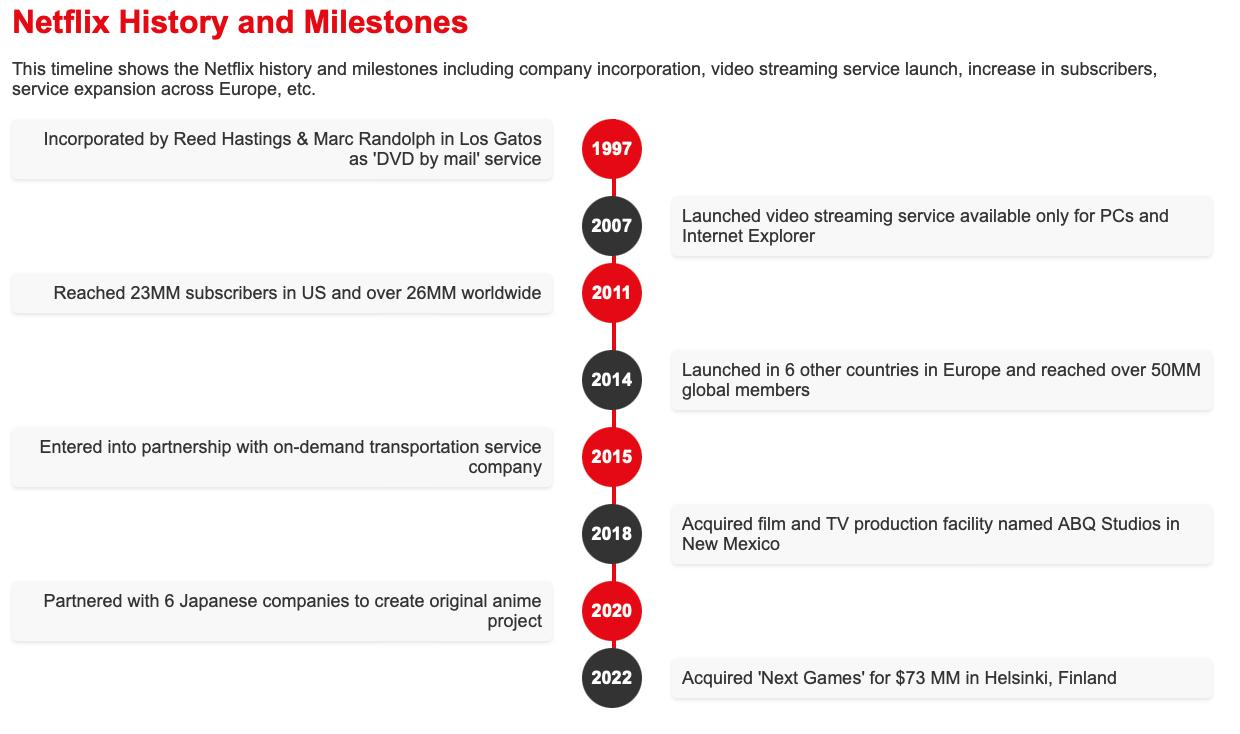 Netflix History and Milestones
This timeline shows the Netflix history and milestones including company incorporation, video streaming service launch, increase in subscribers,
service expansion across Europe, etc.
Incorporated by Reed Hastings & Marc Randolph in Los Gatos
as 'DVD by mail' service
1997
2007
Launched video streaming service available only for PCs and
Internet Explorer
Reached 23MM subscribers in US and over 26MM worldwide
2011
2014
Launched in 6 other countries in Europe and reached over 50MM
global members
Entered into partnership with on-demand transportation service
company
2015
2018
Acquired film and TV production facility named ABQ Studios in
New Mexico
Partnered with 6 Japanese companies to create original anime
project
2020
2022
Acquired 'Next Games' for $73 MM in Helsinki, Finland